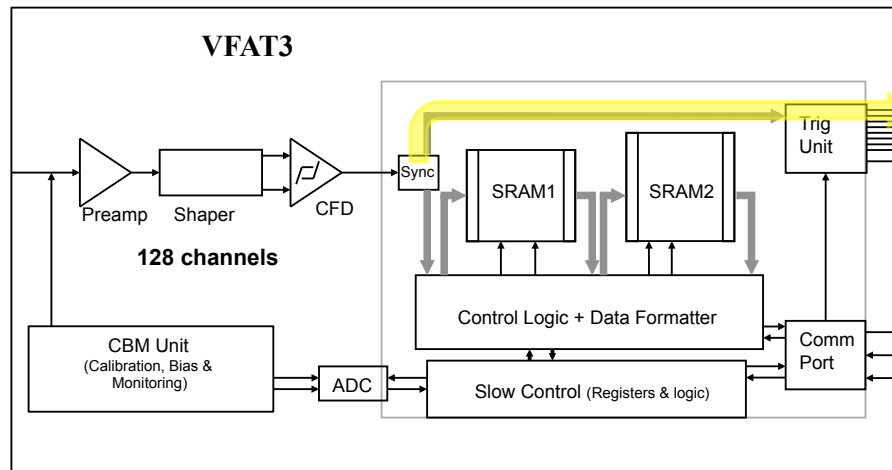 VFAT3
Trig
Unit
Sync
SRAM1
SRAM2
Preamp
Shaper
CFD
128 channels
Control Logic + Data Formatter
CBM Unit
(Calibration, Bias &
Monitoring)
ADC
Comm
Port
Slow Control (Registers & logic)